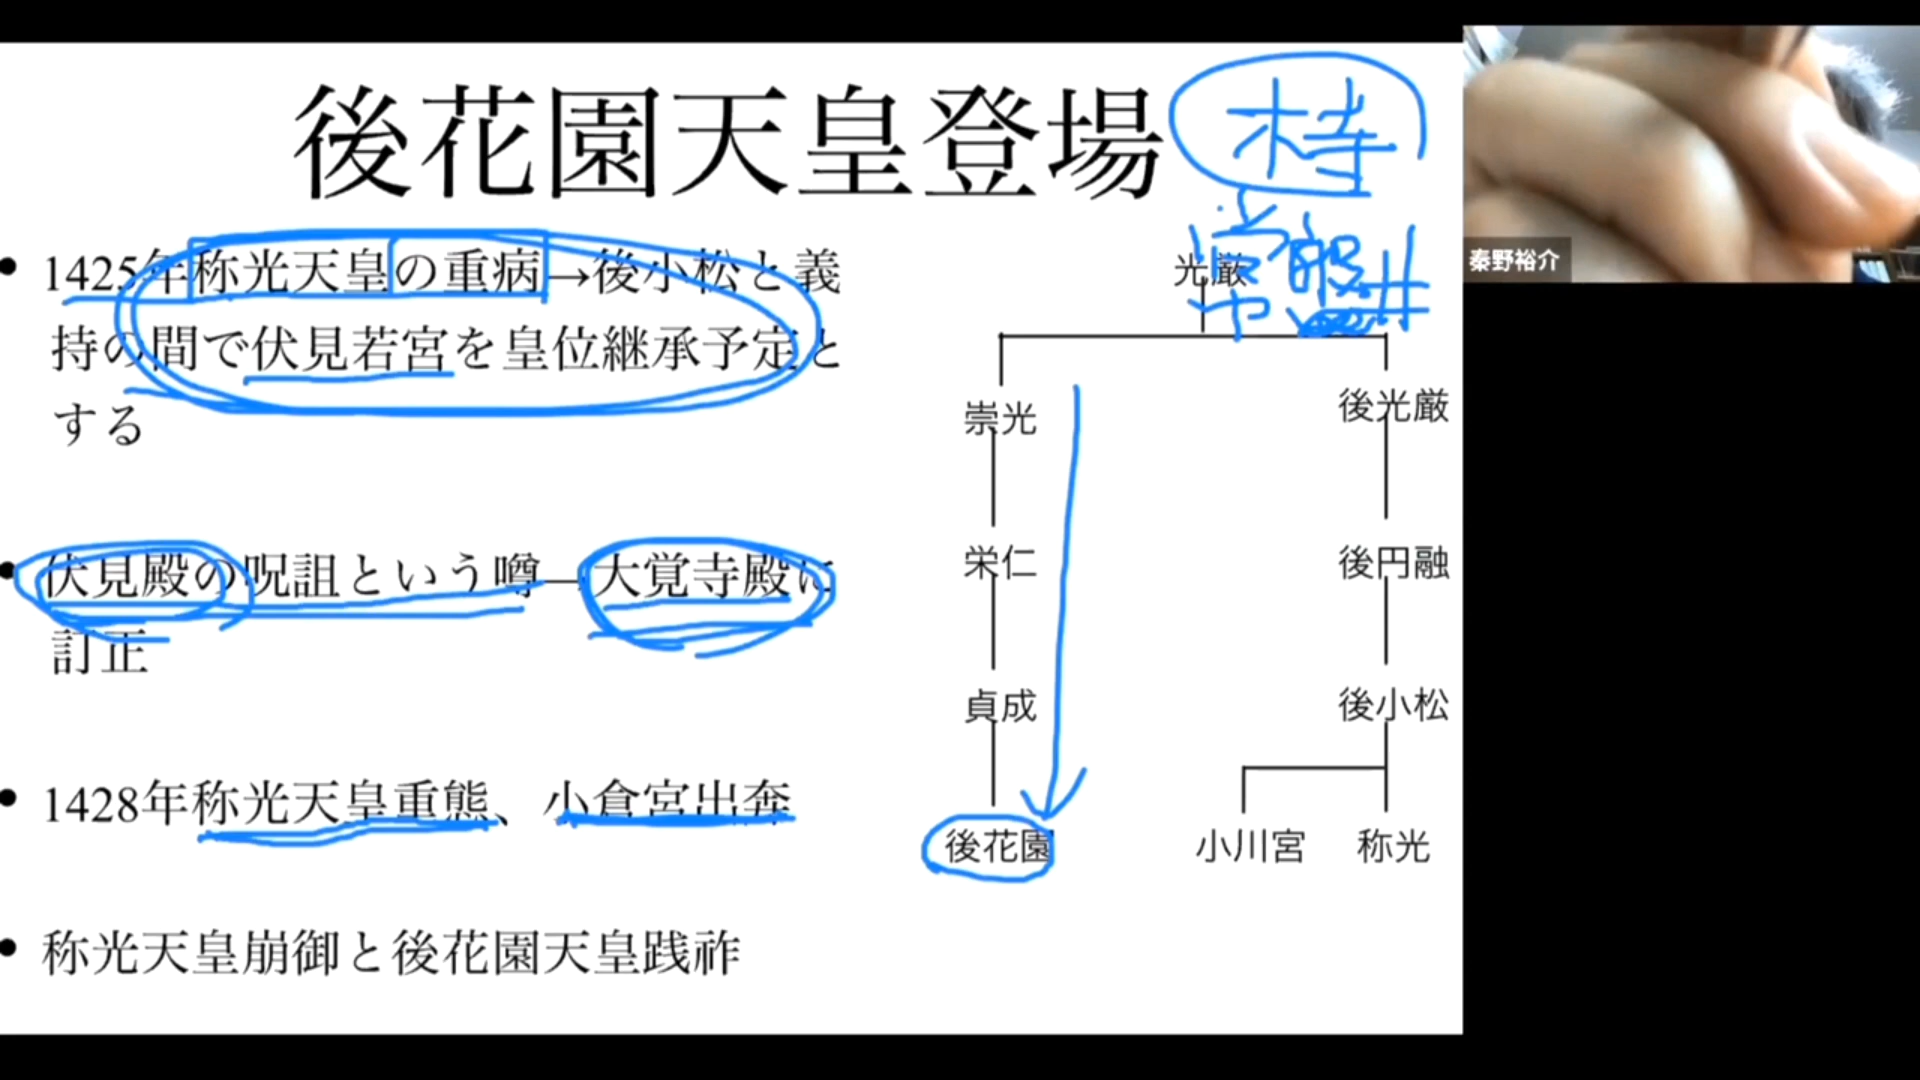 後花園天皇登場
• 1425年称光天皇の重病→後小松と義
持の間で伏見若宮を皇位継承予定と
する
• 伏見殿の呪詛という噂→大覚寺殿に
訂正
• 1428年称光天皇重態、小倉宮出奔
• 称光天皇崩御と後花園天皇践祚
光厳
崇光
後光厳
栄仁
後円融
貞成
後小松
後花園
小川宮
称光
秦野裕介